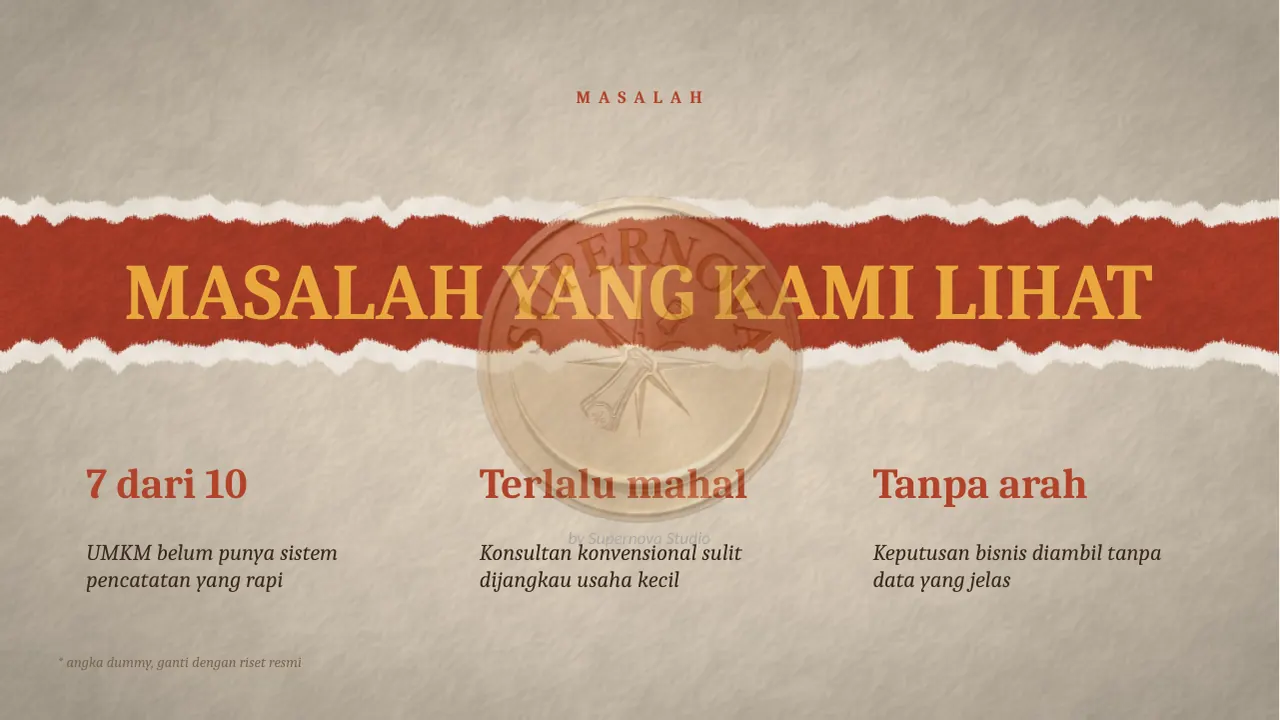 MASALAH
MASALAH YANG KAMI LIHAT
SUPERNOVA
7 dari 10
Terlalu mahal
Tanpa arah
by Supernova Studio
UMKM belum punya sistem
pencatatan yang rapi
Konsultan konvensional sulit
dijangkau usaha kecil
Keputusan bisnis diambil tanpa
data yang jelas
* angka dummy, ganti dengan riset resmi